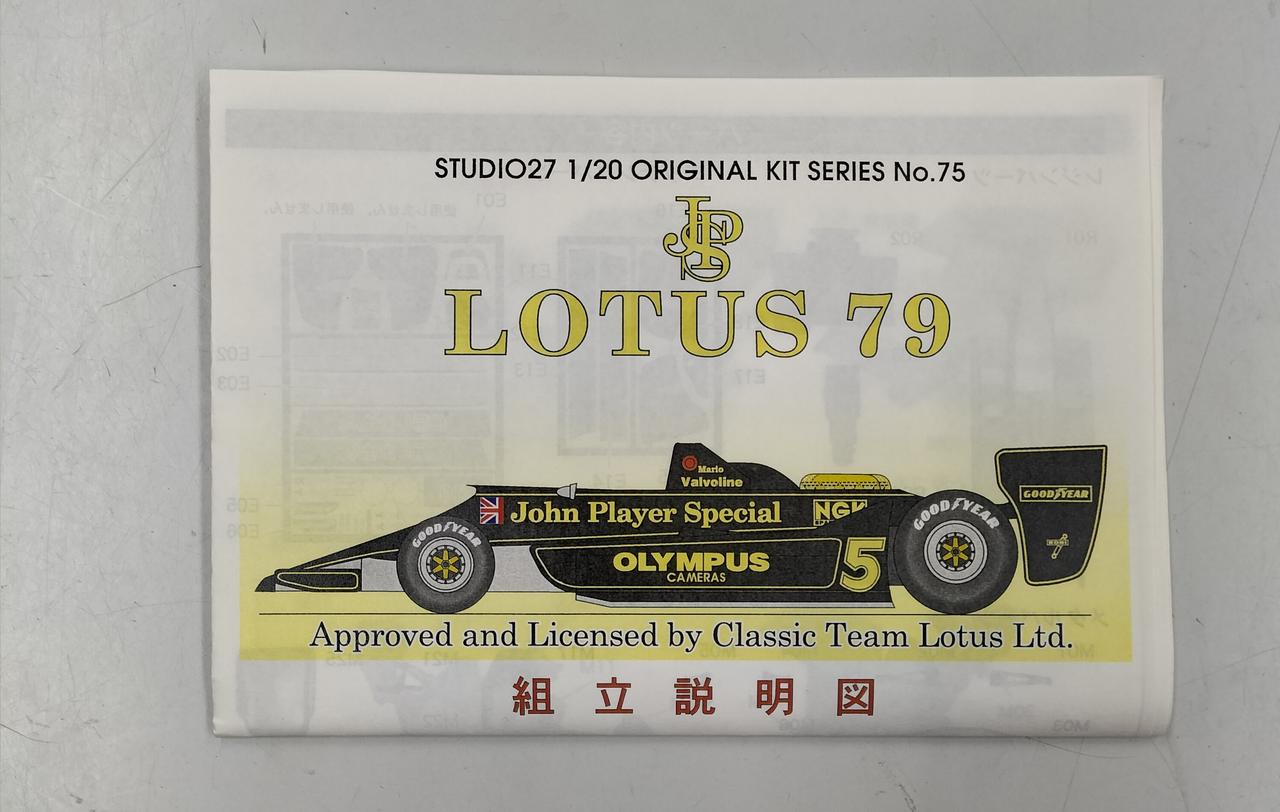 STUDIO27 1/20 ORIGINAL KIT SERIES No.75
JPS
LOTUS 79
Mario
Valvoline
John Player Special
NGK
GOODYEAR
GOODYEAR
GOODYEAR
OLYMPUS
CAMERAS
5
Approved and Licensed by Classic Team Lotus Ltd.
組立説明図